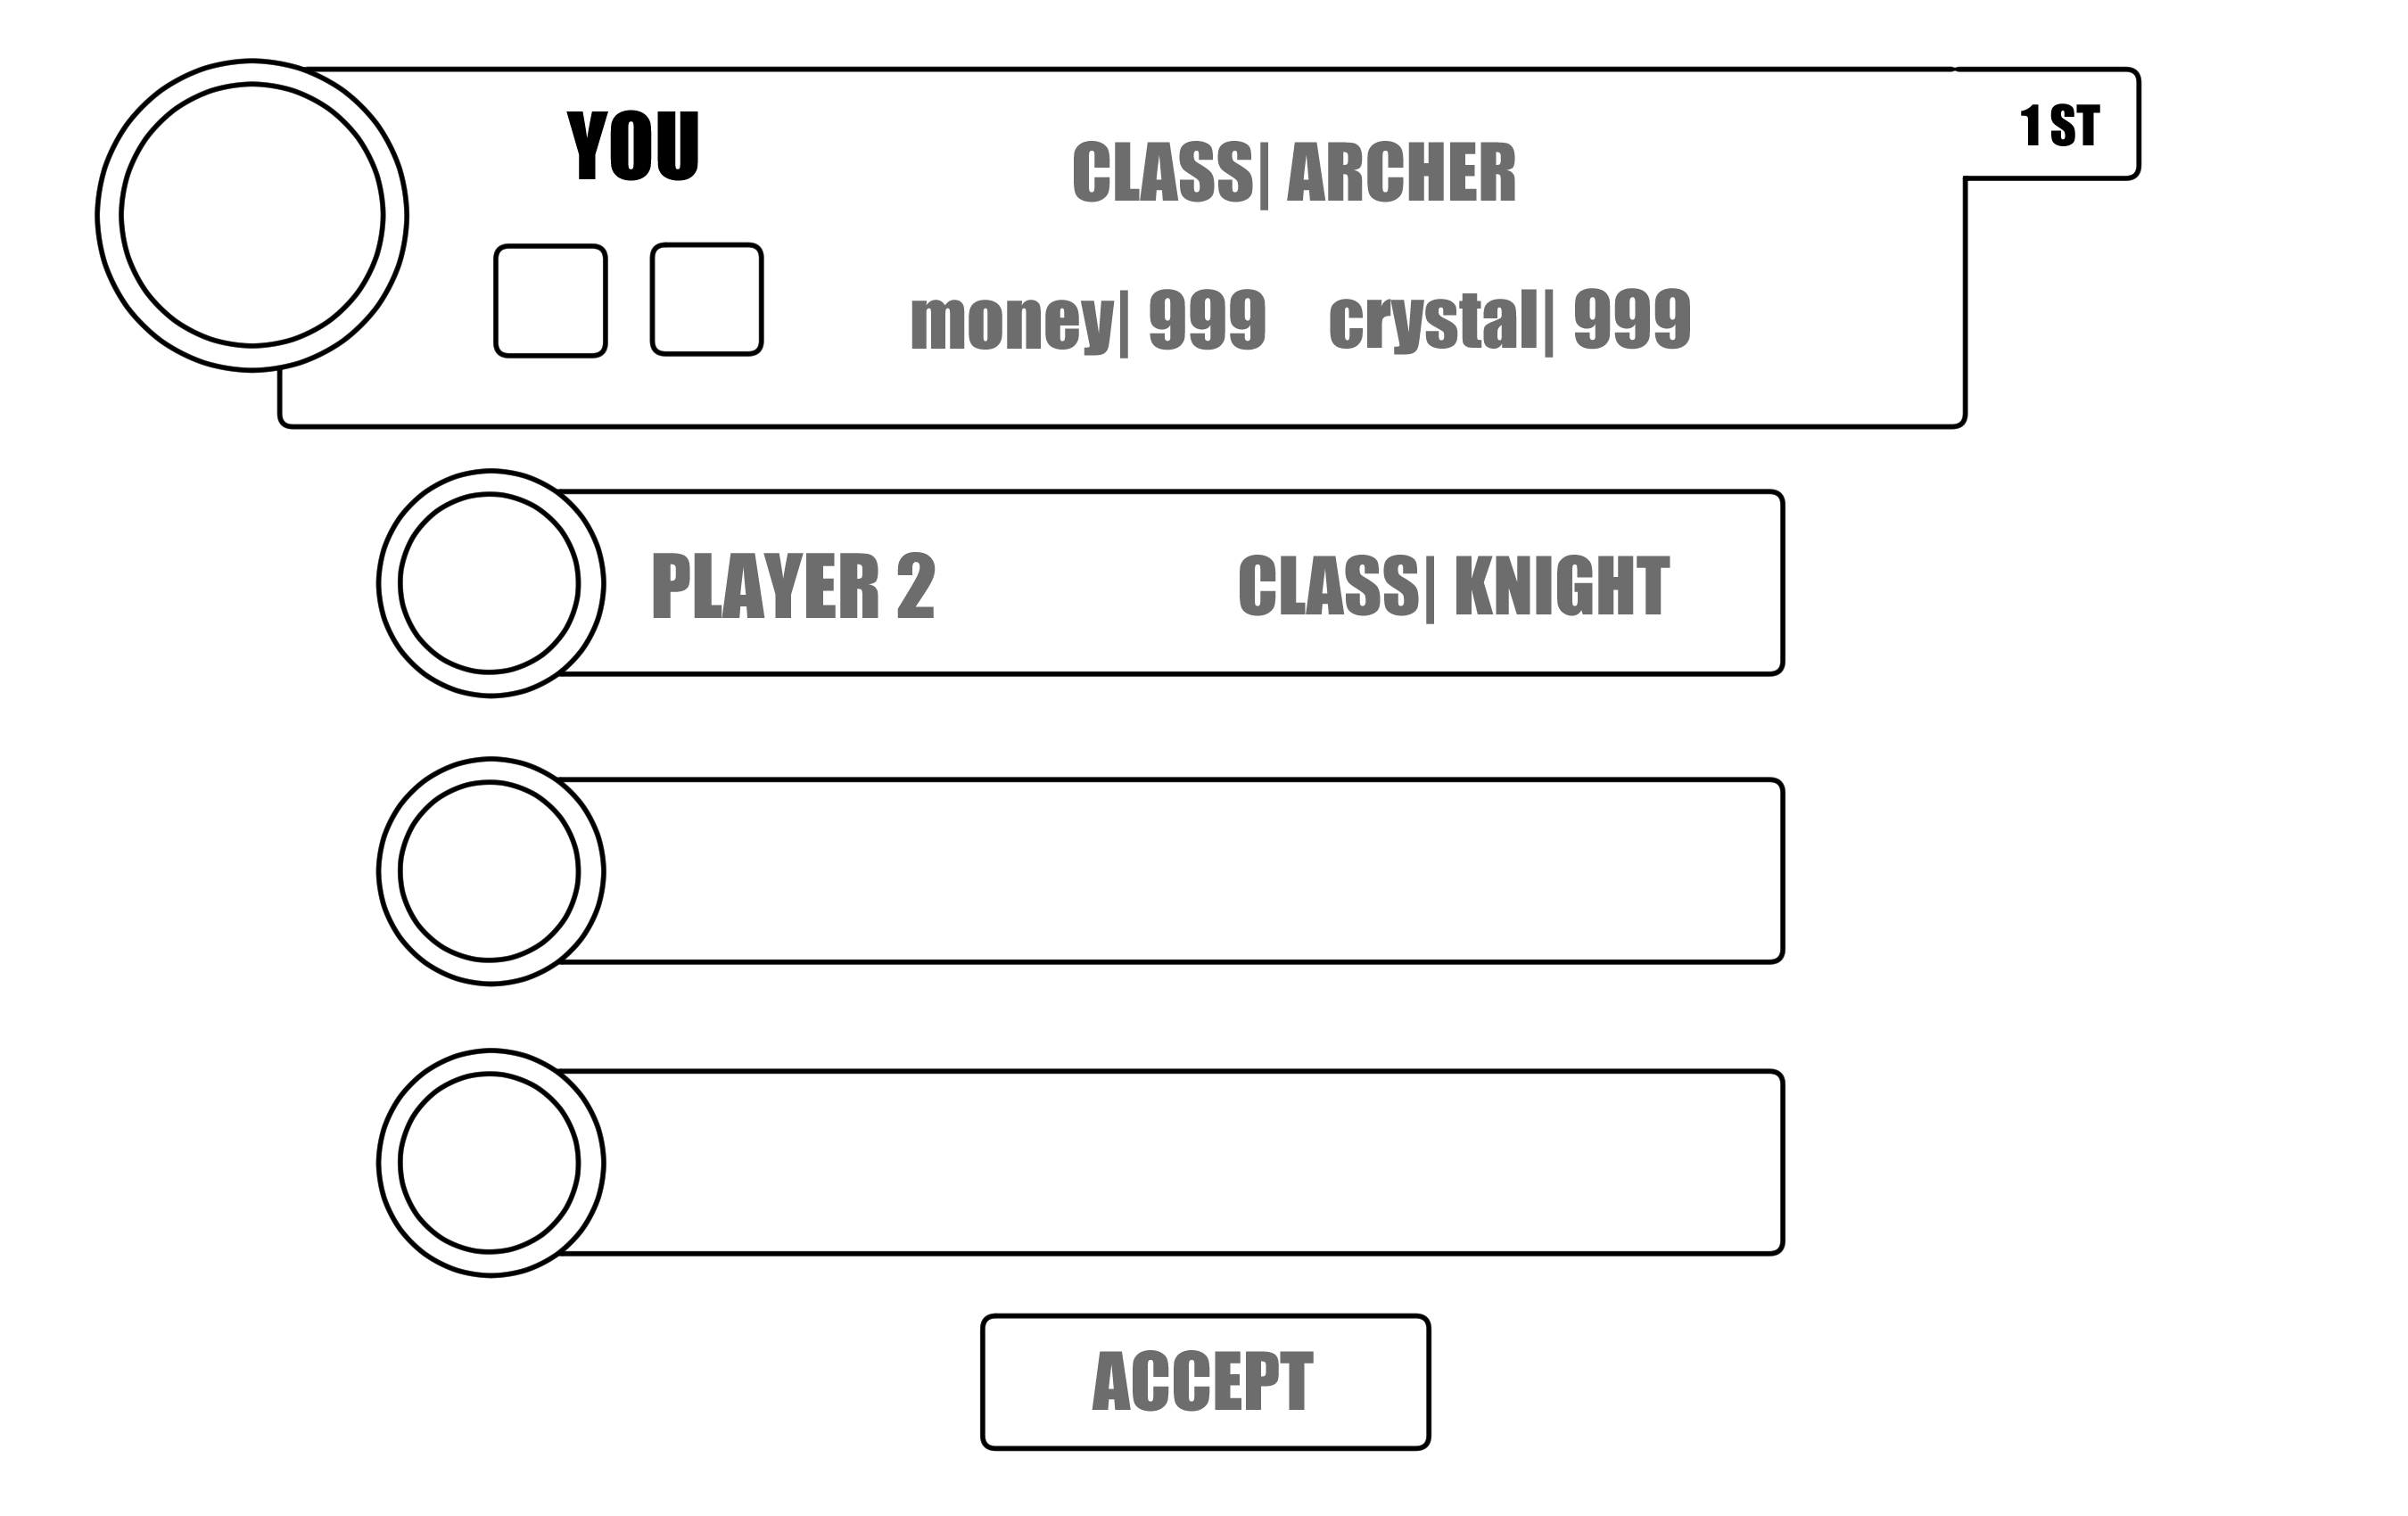 YOU
1 ST
CLASS| ARCHER
money| 999 crystal| 999
PLAYER 2 CLASS| KNIGHT
ACCEPT